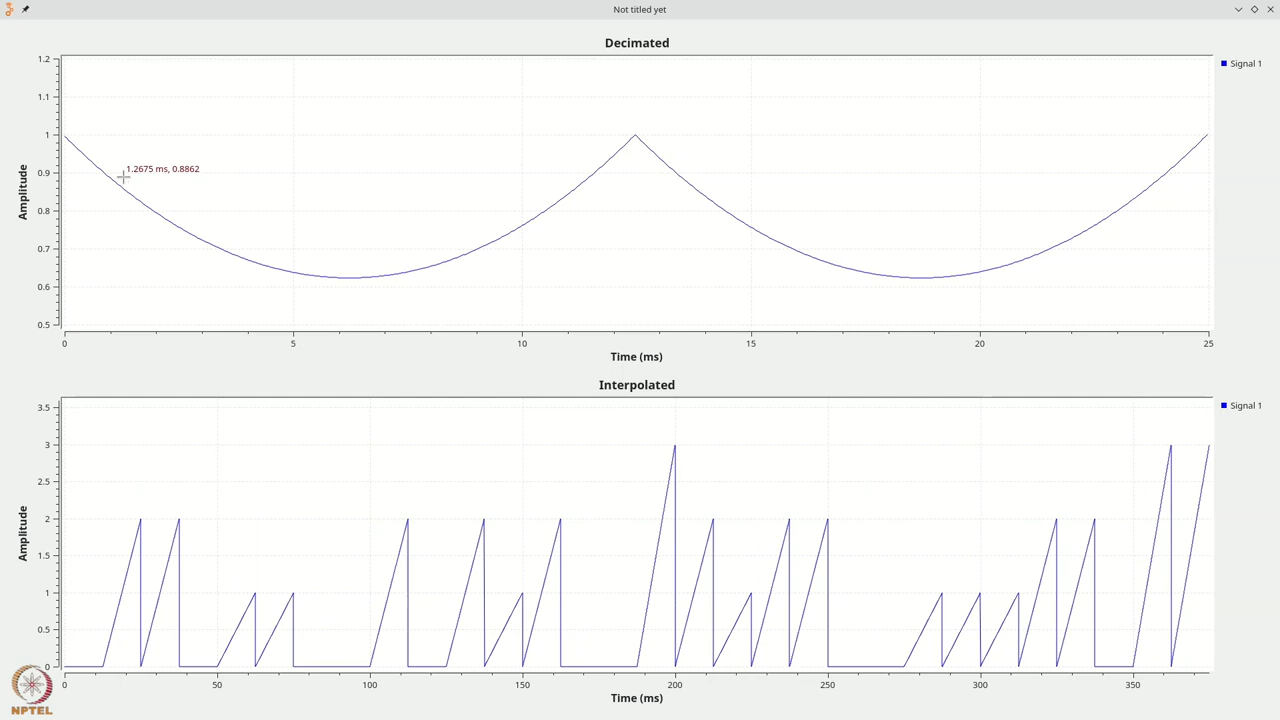 Not titled yet
Decimated
Signal 1
1.2
1.1
1
0.9
0.8
0.7
0.6
0.5
Amplitude
1.2675 ms, 0.8862
0 5 10 15 20 25
Time (ms)
Interpolated
Signal 1
3.5
3
2.5
2
1.5
1
0.5
0
Amplitude
0 50 100 150 200 250 300 350
Time (ms)
NPTEL